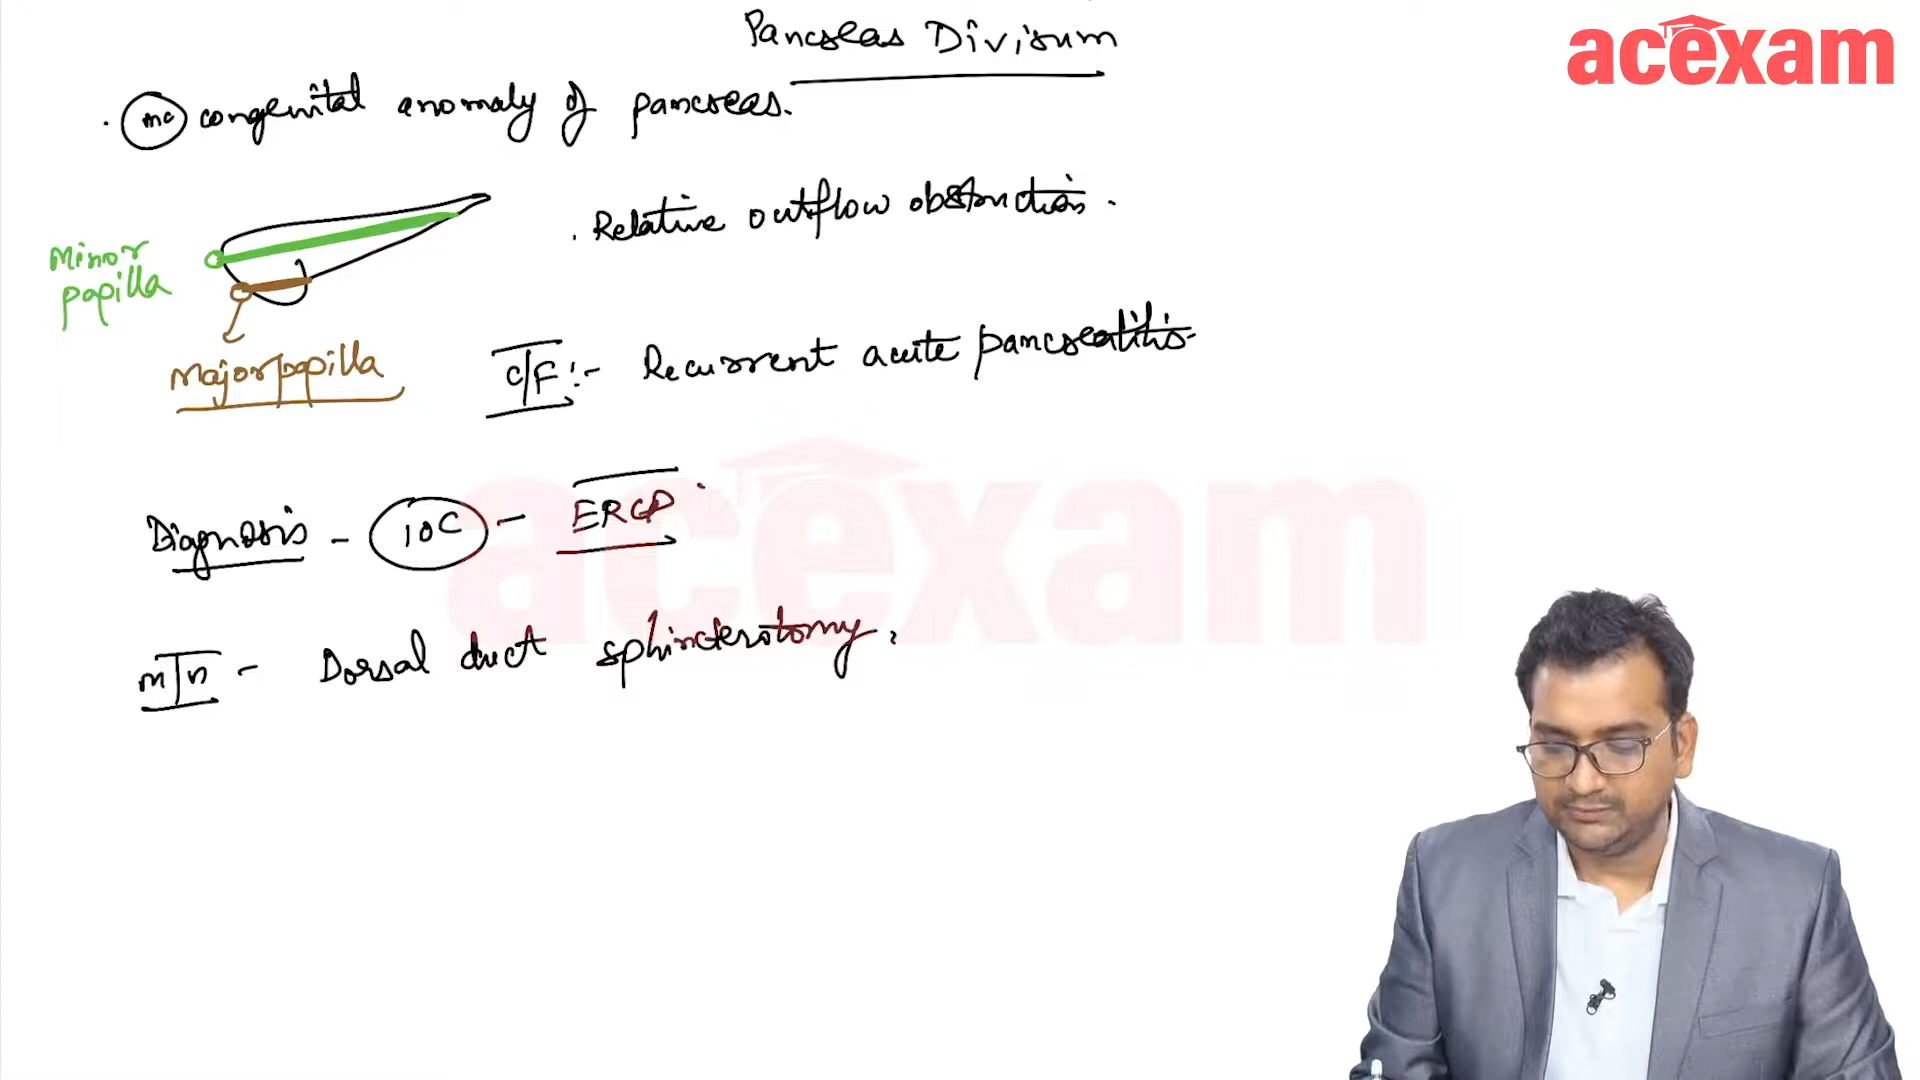 Pancreas Divisum
acexam
. mc congenital anomaly of pancreas.
. Relative outflow obstruction.
Minor
papilla
Major papilla
C/F :- Recurrent acute pancreatitis
Diagnosis - IOC - ERCP
acexam
m/n - Dorsal duct sphincterotomy.